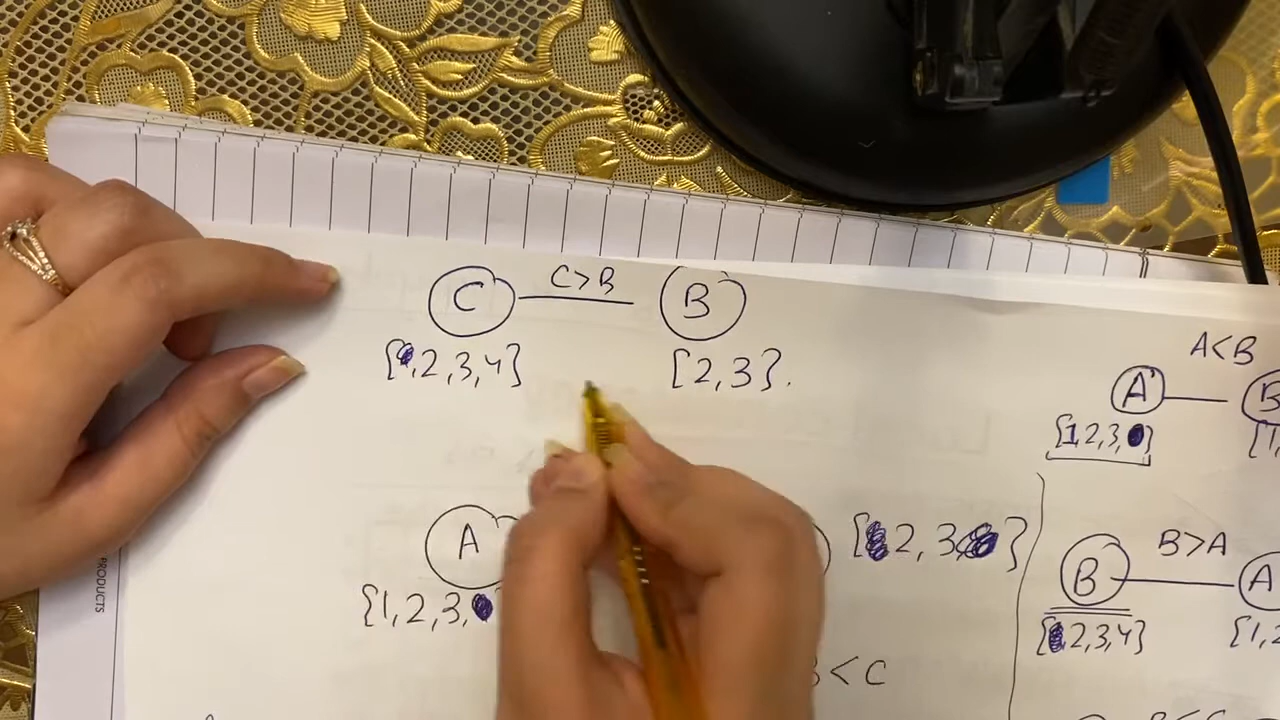 C>B
C B
{ ,2,3,4} {2,3}.
A<B
A B
{1,2,3, } {1,
A { 2,3 }
{1,2,3,
B>A
B A
{ 2,3,4} {1,2
B<C
PRODUCTS